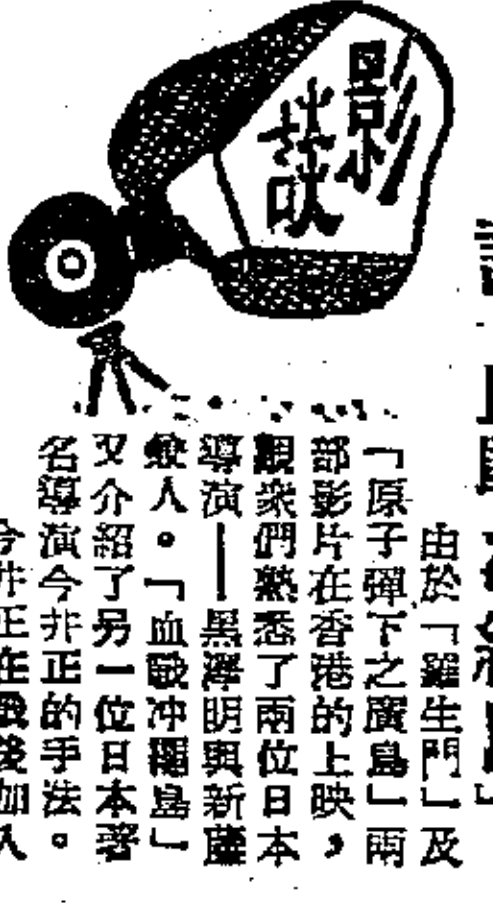 影談
由於「羅生門」及
「原子彈下之廣島」兩
部影片在香港的上映，
觀衆們熟悉了兩位日本
導演——黑澤明與新藤
兼人。「血戰冲繩島」
又介紹了另一位日本著
名導演今井正的手法。
今井正在戰後加入